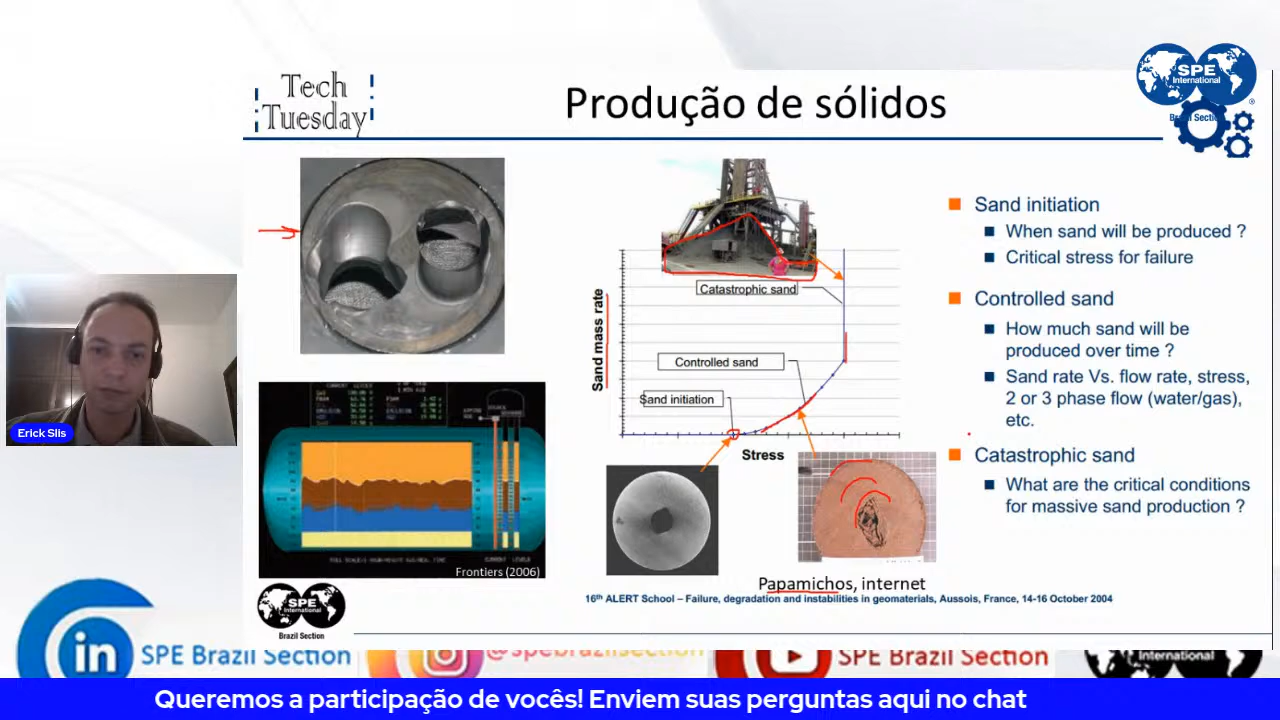 Tech
Tuesday
Produção de sólidos
SPE
International
Brazil Section
Sand initiation
When sand will be produced ?
Critical stress for failure
Controlled sand
How much sand will be
produced over time ?
Sand rate Vs. flow rate, stress,
2 or 3 phase flow (water/gas),
etc.
Catastrophic sand
What are the critical conditions
for massive sand production ?
Sand mass rate
Catastrophic sand
Controlled sand
Sand initiation
Stress
Erick Slis
Frontiers (2006)
Papamichos, internet
16th ALERT School – Failure, degradation and instabilities in geomaterials, Aussois, France, 14-16 October 2004
SPE
International
Brazil Section
in
SPE Brazil Section
@spebrazilsection
SPE Brazil Section
International
Queremos a participação de vocês! Enviem suas perguntas aqui no chat